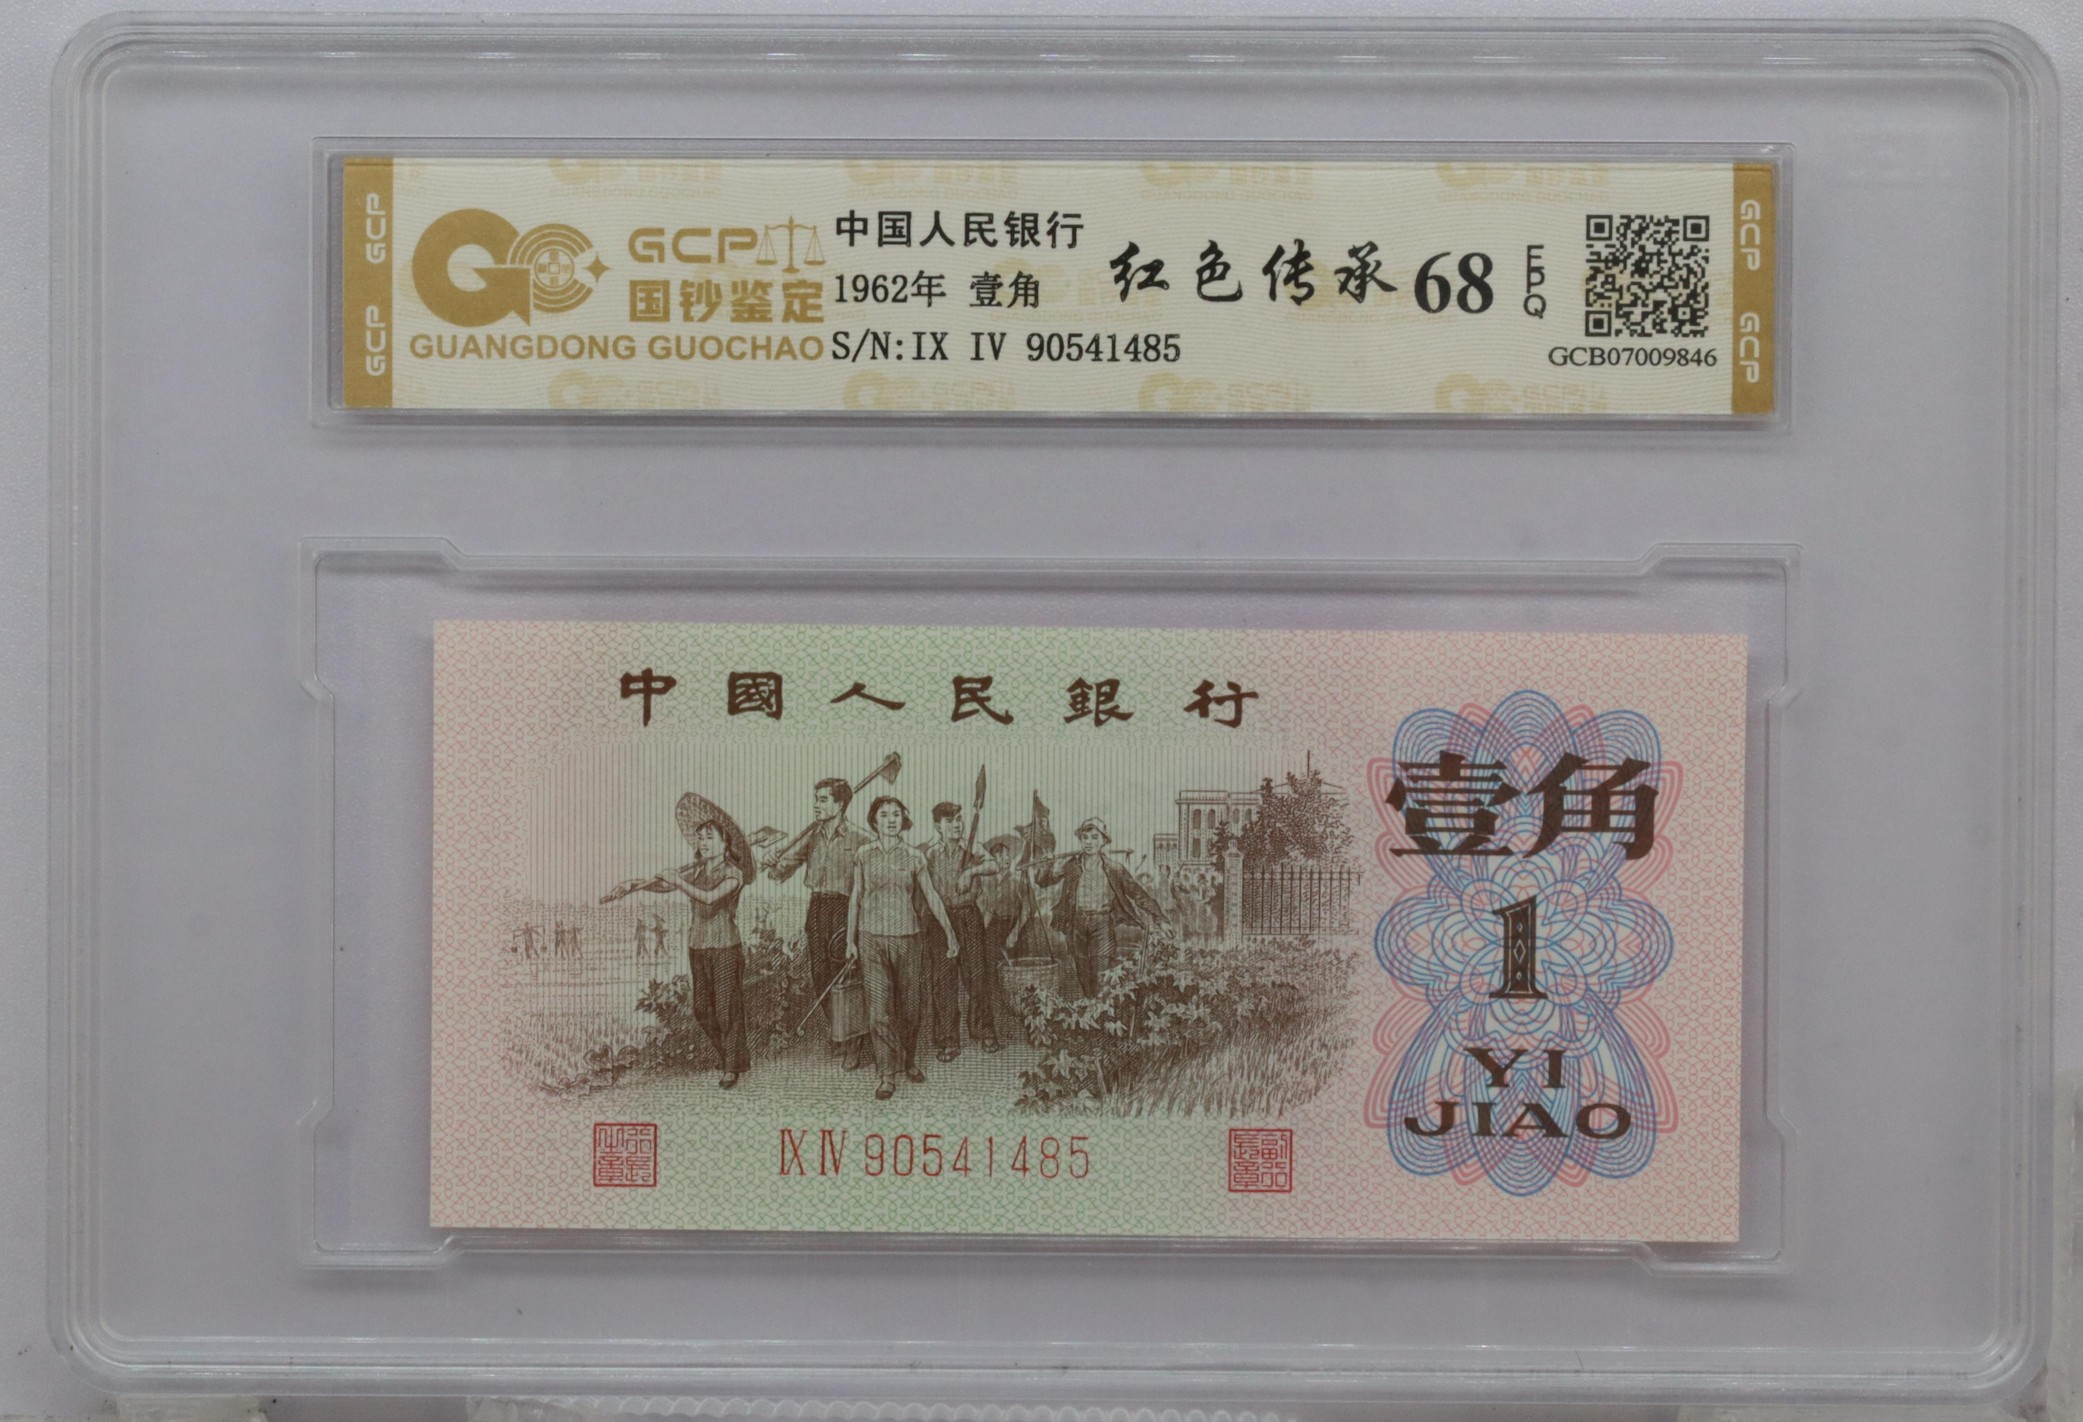 GCP
GCP
GCP
国钞鉴定
GUANGDONG GUOCHAO
中国人民银行
1962年 壹角
S/N:IX IV 90541485
红色传承 68 EPQ
GCB07009846
GCP
GCP
中國人民銀行
壹角
1
YI
JIAO
IX IV 90541485